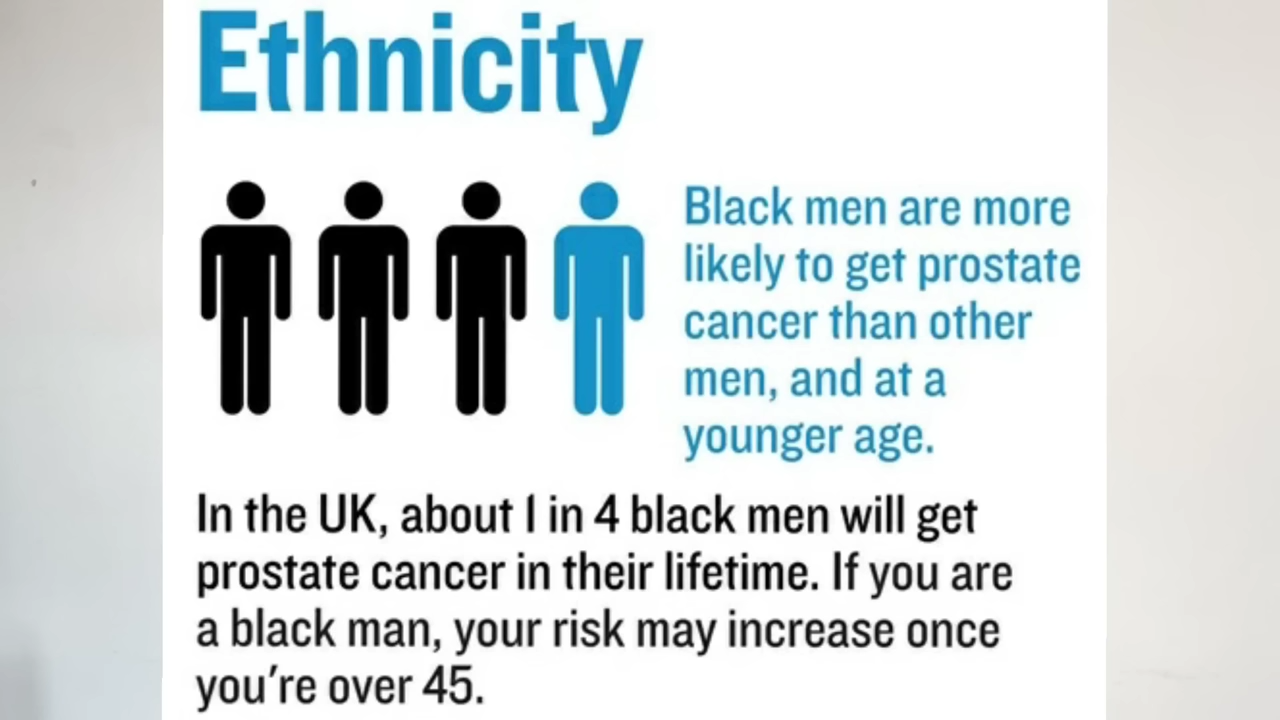 Ethnicity
Black men are more
likely to get prostate
cancer than other
men, and at a
younger age.
In the UK, about 1 in 4 black men will get
prostate cancer in their lifetime. If you are
a black man, your risk may increase once
you're over 45.